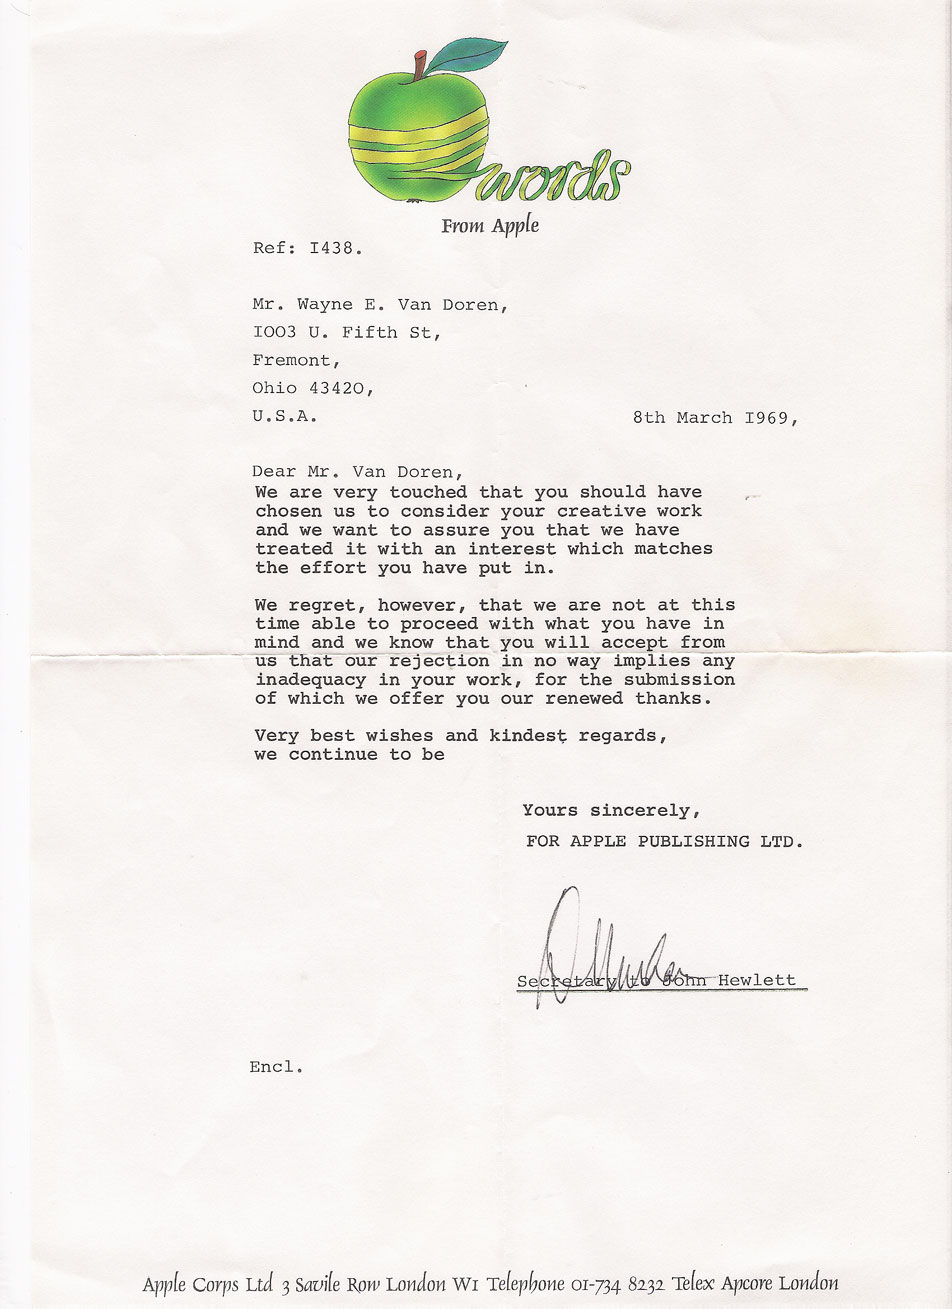 words
From Apple
Ref: I438.
Mr. Wayne E. Van Doren,
IOO3 U. Fifth St,
Fremont,
Ohio 4342O,
U.S.A.
8th March I969,
Dear Mr. Van Doren,
We are very touched that you should have
chosen us to consider your creative work
and we want to assure you that we have
treated it with an interest which matches
the effort you have put in.
We regret, however, that we are not at this
time able to proceed with what you have in
mind and we know that you will accept from
us that our rejection in no way implies any
inadequacy in your work, for the submission
of which we offer you our renewed thanks.
Very best wishes and kindest regards,
we continue to be
Yours sincerely,
FOR APPLE PUBLISHING LTD.
Secretary to John Hewlett
Encl.
Apple Corps Ltd 3 Savile Row London W1 Telephone 01-734 8232 Telex Apcore London